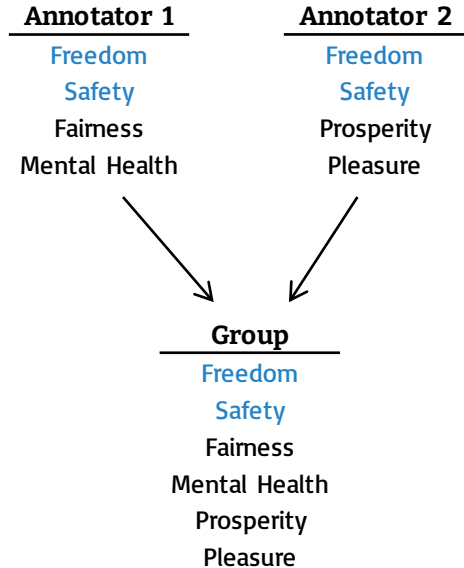 Annotator 1
Freedom
Safety
Fairness
Mental Health
Annotator 2
Freedom
Safety
Prosperity
Pleasure
Group
Freedom
Safety
Fairness
Mental Health
Prosperity
Pleasure